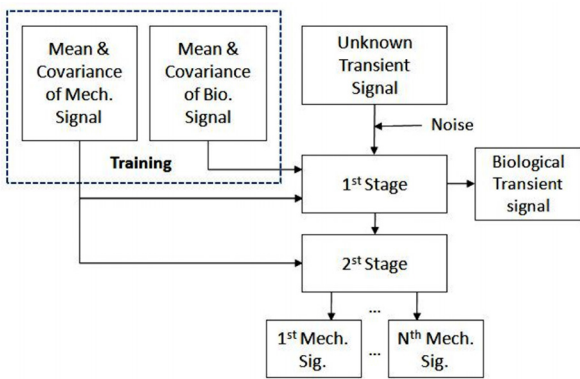 Mean &
Covariance
of Mech.
Signal
Mean &
Covariance
of Bio.
Signal
Training
Unknown
Transient
Signal
Noise
1st Stage
Biological
Transient
signal
2st Stage
...
1st Mech.
Sig.
...
Nth Mech.
Sig.